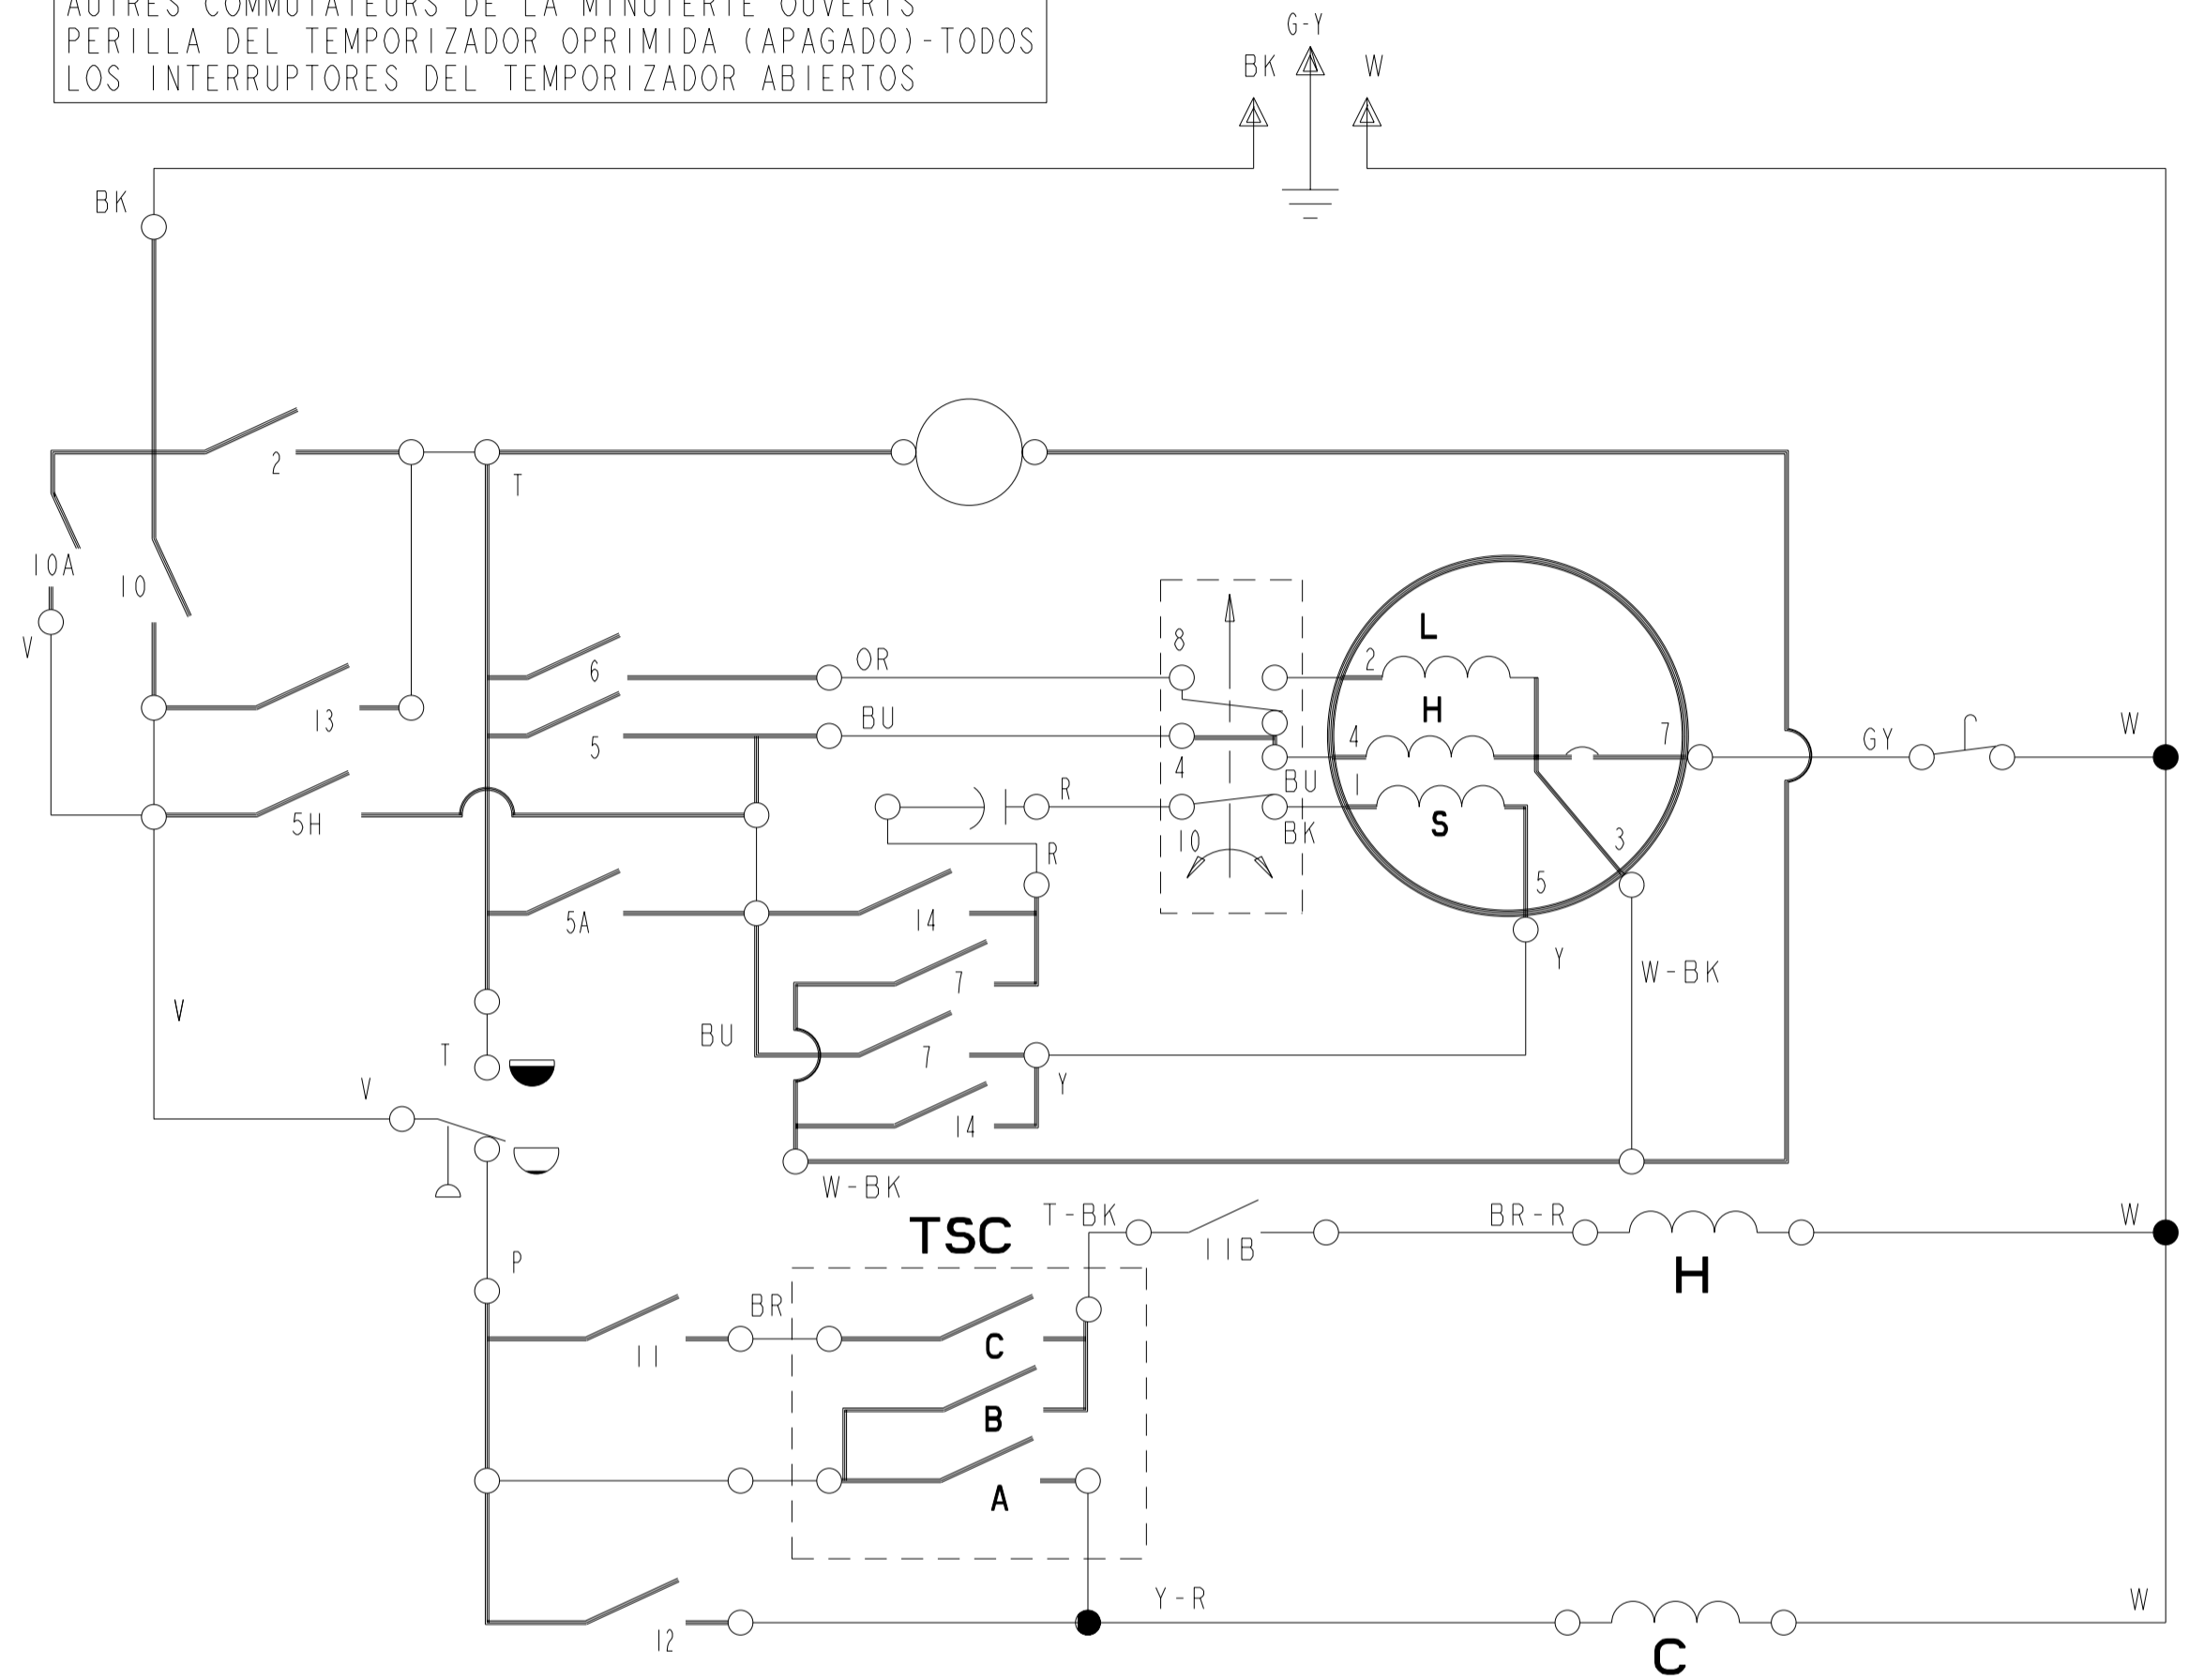 AUTRES COMMUTATEURS DE LA MINUTERIE OUVERTS
PERILLA DEL TEMPORIZADOR OPRIMIDA (APAGADO)-TODOS
LOS INTERRUPTORES DEL TEMPORIZADOR ABIERTOS
G-Y
BK
W
BK
2
T
10A
10
V
L
8
2
6
OR
H
13
BU
W
GY
4
7
5
4
BU
1
R
5H
S
10
BK
3
R
5
5A
14
Y
W-BK
7
V
BU
T
7
Y
V
14
W-BK
T-BK
BR-R
W
TSC
11B
P
H
BR
C
11
B
A
Y-R
W
12
C